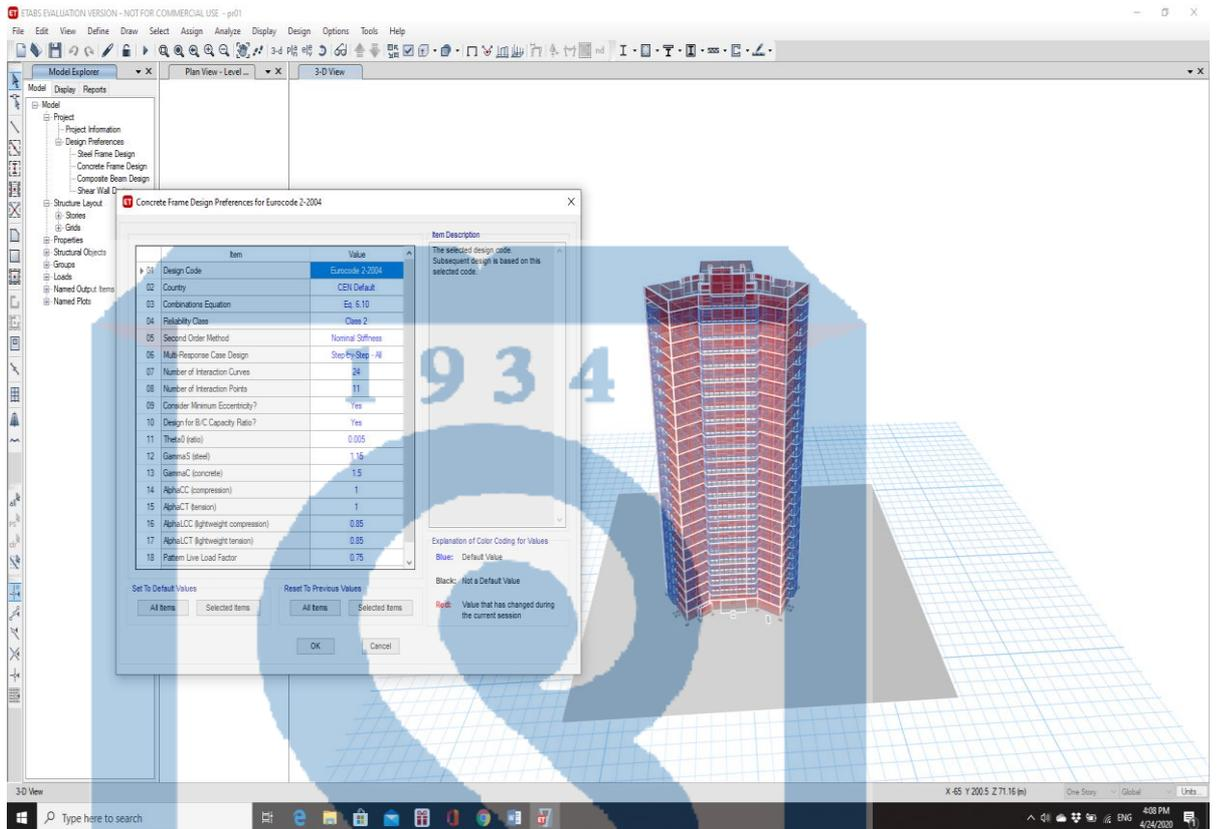 ETABS EVALUATION VERSION - NOT FOR COMMERCIAL USE - pr01
File Edit View Define Draw Select Assign Analyze Display Design Options Tools Help
Model Explorer
Plan View - Level ...
3-D View
Model Display Reports
Model
Project
Project Information
Design Preferences
Steel Frame Design
Concrete Frame Design
Composite Beam Design
Shear Wall D
Structure Layout
Stories
Grids
Properties
Structural Objects
Groups
Loads
Named Output Items
Named Plots
Concrete Frame Design Preferences for Eurocode 2-2004
Item Value
01 Design Code Eurocode 2-2004
02 Country CEN Default
03 Combinations Equation Eq. 6.10
04 Reliability Class Class 2
05 Second Order Method Nominal Stiffness
06 Multi-Response Case Design Step-by-Step - All
07 Number of Interaction Curves 24
08 Number of Interaction Points 11
09 Consider Minimum Eccentricity? Yes
10 Design for B/C Capacity Ratio? Yes
11 Theta0 (ratio) 0.005
12 GammaS (steel) 1.15
13 GammaC (concrete) 1.5
14 AlphaCC (compression) 1
15 AlphaCT (tension) 1
16 AlphaLCC (lightweight compression) 0.85
17 AlphaLCT (lightweight tension) 0.85
18 Pattern Live Load Factor 0.75
Item Description
The selected design code.
Subsequent design is based on this
selected code.
Explanation of Color Coding for Values
Blue: Default Value
Black: Not a Default Value
Red: Value that has changed during
the current session
Set To Default Values
All Items Selected Items
Reset To Previous Values
All Items Selected Items
OK Cancel
1934
3-D View
X -65 Y 200.5 Z 71.16 (m)
One Story Global Units...
Type here to search
ENG
4:08 PM
4/24/2020